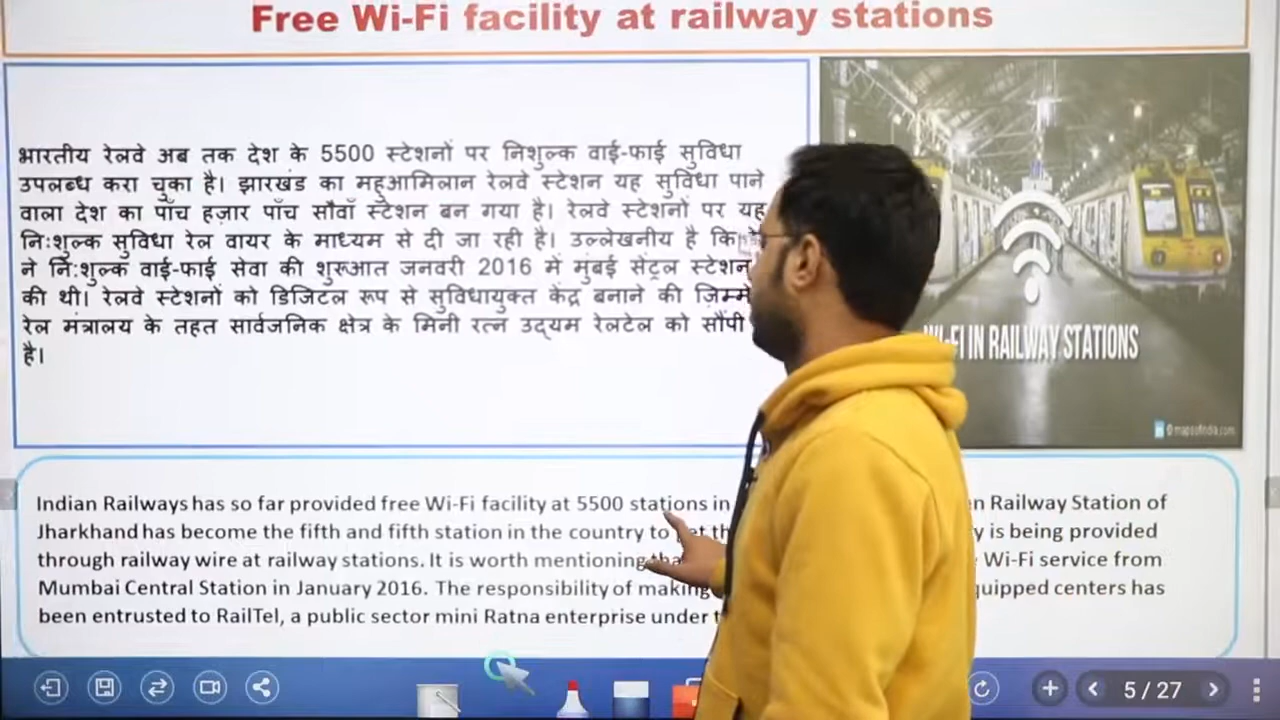 Free Wi-Fi facility at railway stations
भारतीय रेलवे अब तक देश के 5500 स्टेशनों पर निशुल्क वाई-फाई सुविधा
उपलब्ध करा चुका है। झारखंड का महुआमिलान रेलवे स्टेशन यह सुविधा पाने
वाला देश का पाँच हज़ार पाँच सौवाँ स्टेशन बन गया है। रेलवे स्टेशनों पर यह
निःशुल्क सुविधा रेल वायर के माध्यम से दी जा रही है। उल्लेखनीय है कि
ने नि:शुल्क वाई-फाई सेवा की शुरूआत जनवरी 2016 में मुंबई सेंट्रल स्टेशन
की थी। रेलवे स्टेशनों को डिजिटल रूप से सुविधायुक्त केंद्र बनाने की
रेल मंत्रालय के तहत सार्वजनिक क्षेत्र के मिनी रत्न उद्यम रेलटेल को सौंपी
है।
WI-FI IN RAILWAY STATIONS
© mapsofindia.com
Indian Railways has so far provided free Wi-Fi facility at 5500 stations in Railway Station of
Jharkhand has become the fifth and fifth station in the country to is being provided
through railway wire at railway stations. It is worth mentioning Wi-Fi service from
Mumbai Central Station in January 2016. The responsibility of making centers has
been entrusted to RailTel, a public sector mini Ratna enterprise under
5 / 27